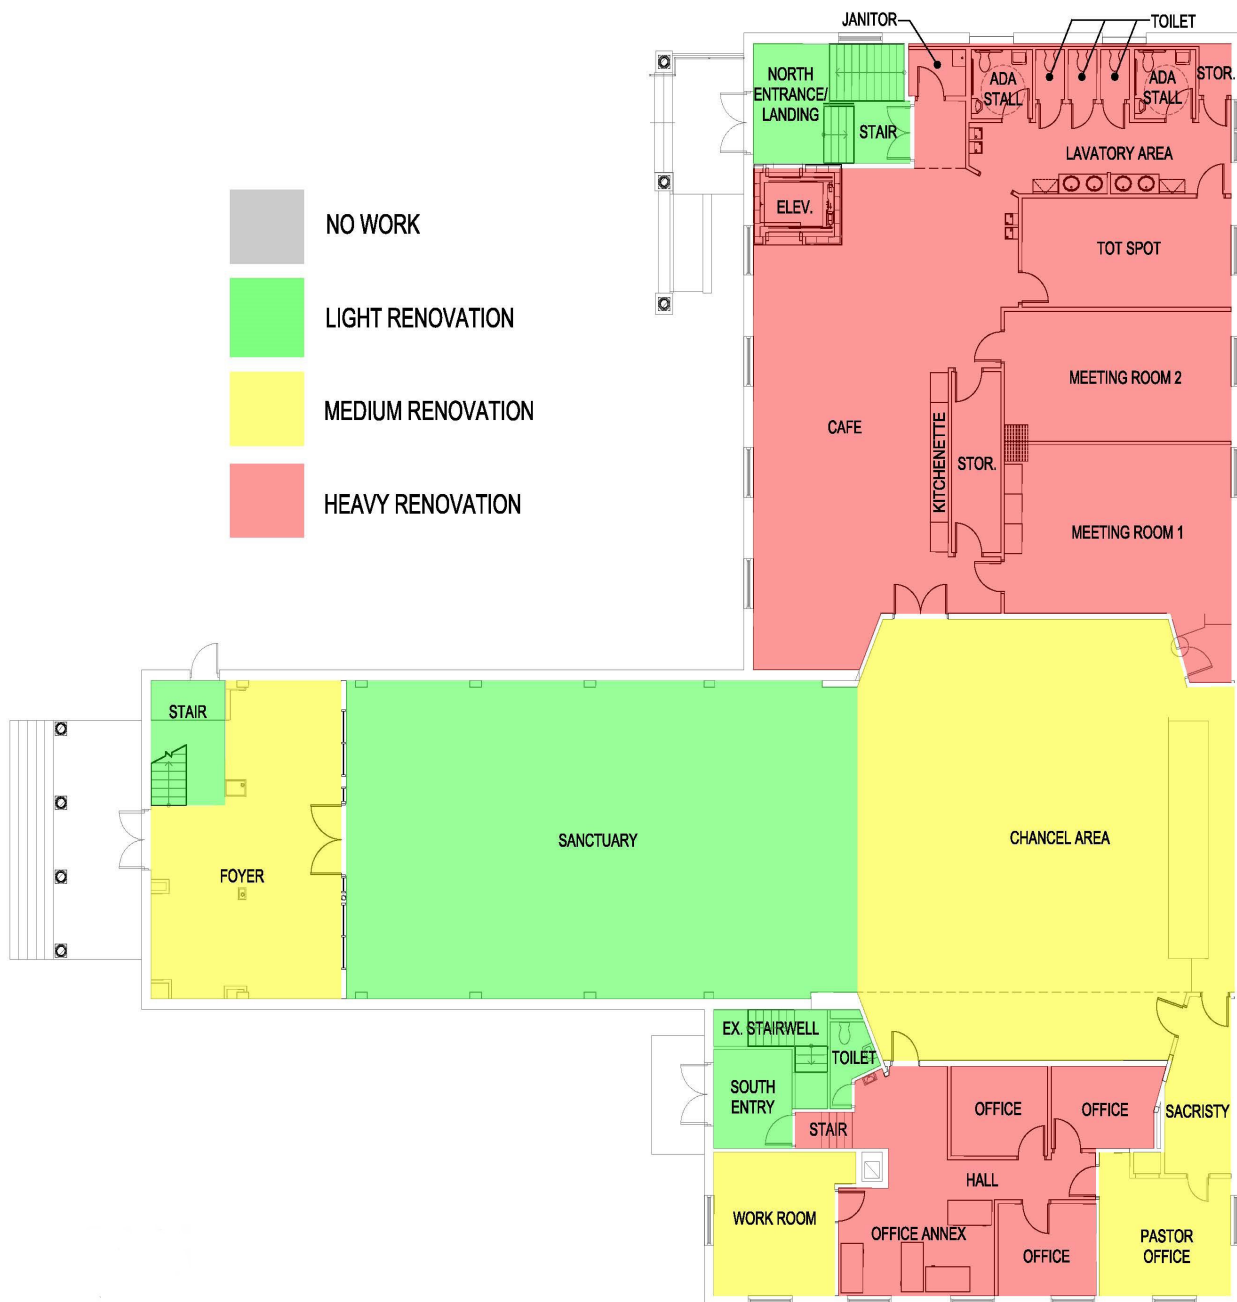 JANITOR
TOILET
NORTH
ENTRANCE/
LANDING
STAIR
ADA
STALL
ADA
STALL
STOR.
LAVATORY AREA
ELEV.
TOT SPOT
NO WORK
LIGHT RENOVATION
MEDIUM RENOVATION
HEAVY RENOVATION
MEETING ROOM 2
CAFE
KITCHENETTE
STOR.
MEETING ROOM 1
STAIR
FOYER
SANCTUARY
CHANCEL AREA
EX. STAIRWELL
TOILET
SOUTH
ENTRY
STAIR
OFFICE
OFFICE
SACRISTY
HALL
WORK ROOM
OFFICE ANNEX
OFFICE
PASTOR
OFFICE